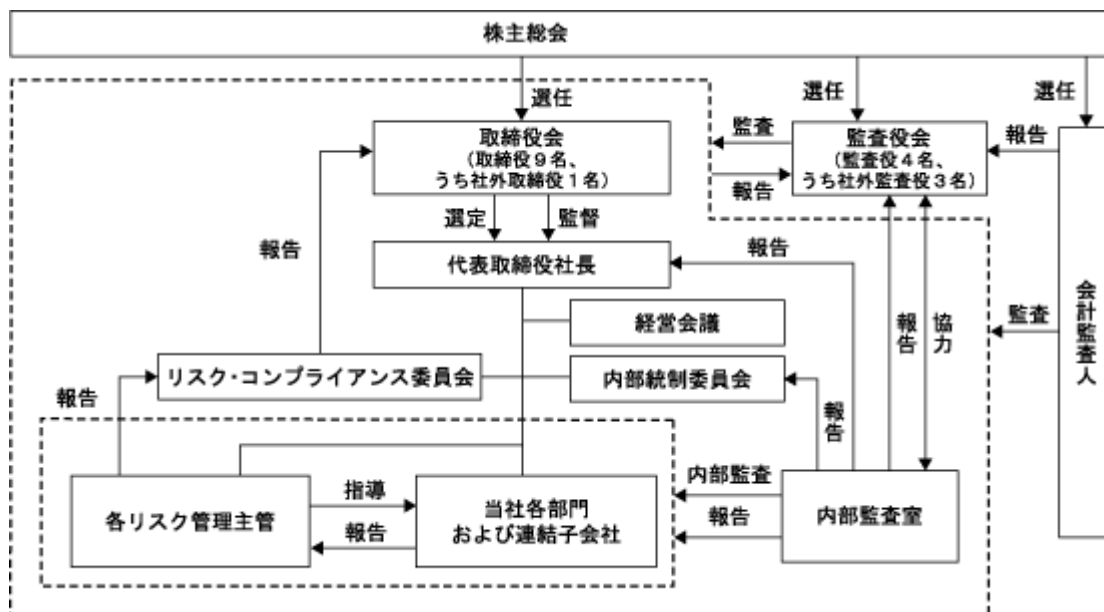 株主総会
選任
選任
選任
取締役会
(取締役9名、
うち社外取締役1名)
監査
報告
監査役会
(監査役4名、
うち社外監査役3名)
報告
選定
監督
報告
代表取締役社長
報告
会計監査人
経営会議
報告
協力
監査
リスク・コンプライアンス委員会
内部統制委員会
報告
報告
各リスク管理主管
指導
報告
当社各部門
および連結子会社
内部監査
報告
内部監査室